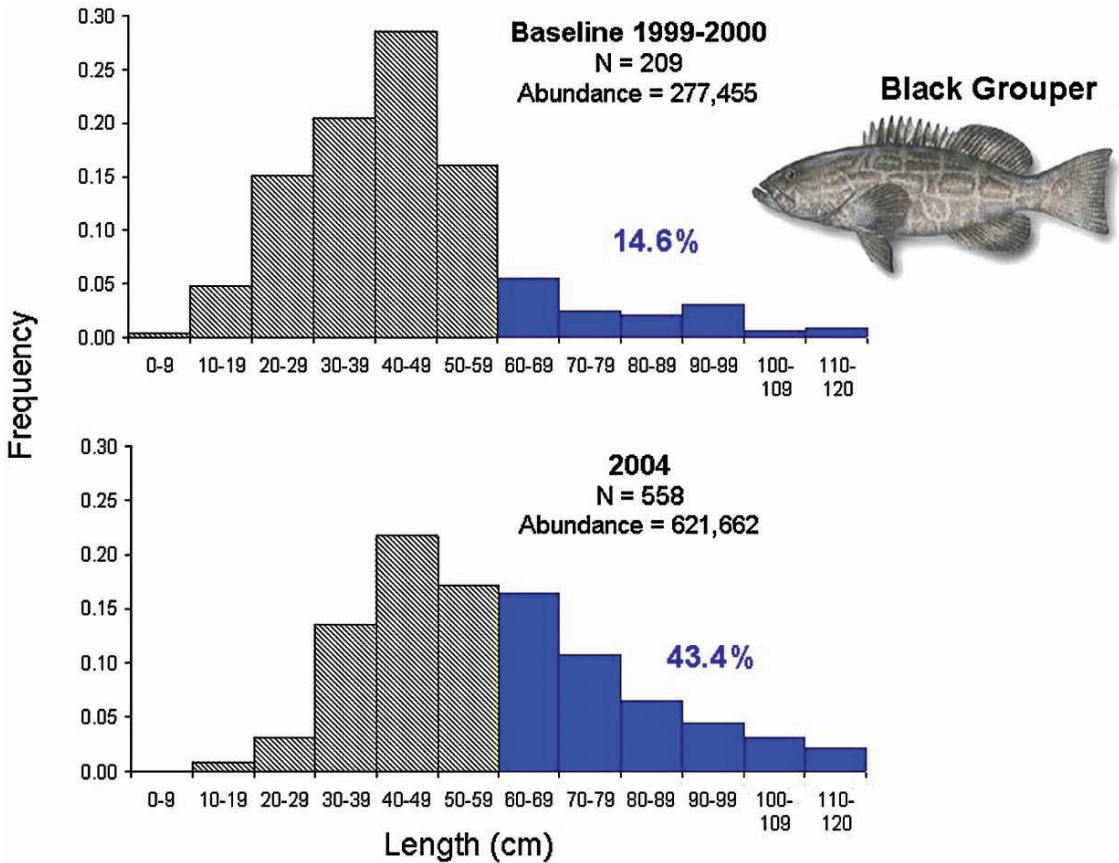 Frequency
0.30
0.25
0.20
0.15
0.10
0.05
0.00
Baseline 1999-2000
N = 209
Abundance = 277,455
Black Grouper
14.6%
0-9 10-19 20-29 30-39 40-49 50-59 60-69 70-79 80-89 90-99 100-109 110-120
0.30
0.25
0.20
0.15
0.10
0.05
0.00
2004
N = 558
Abundance = 621,662
43.4%
0-9 10-19 20-29 30-39 40-49 50-59 60-69 70-79 80-89 90-99 100-109 110-120
Length (cm)